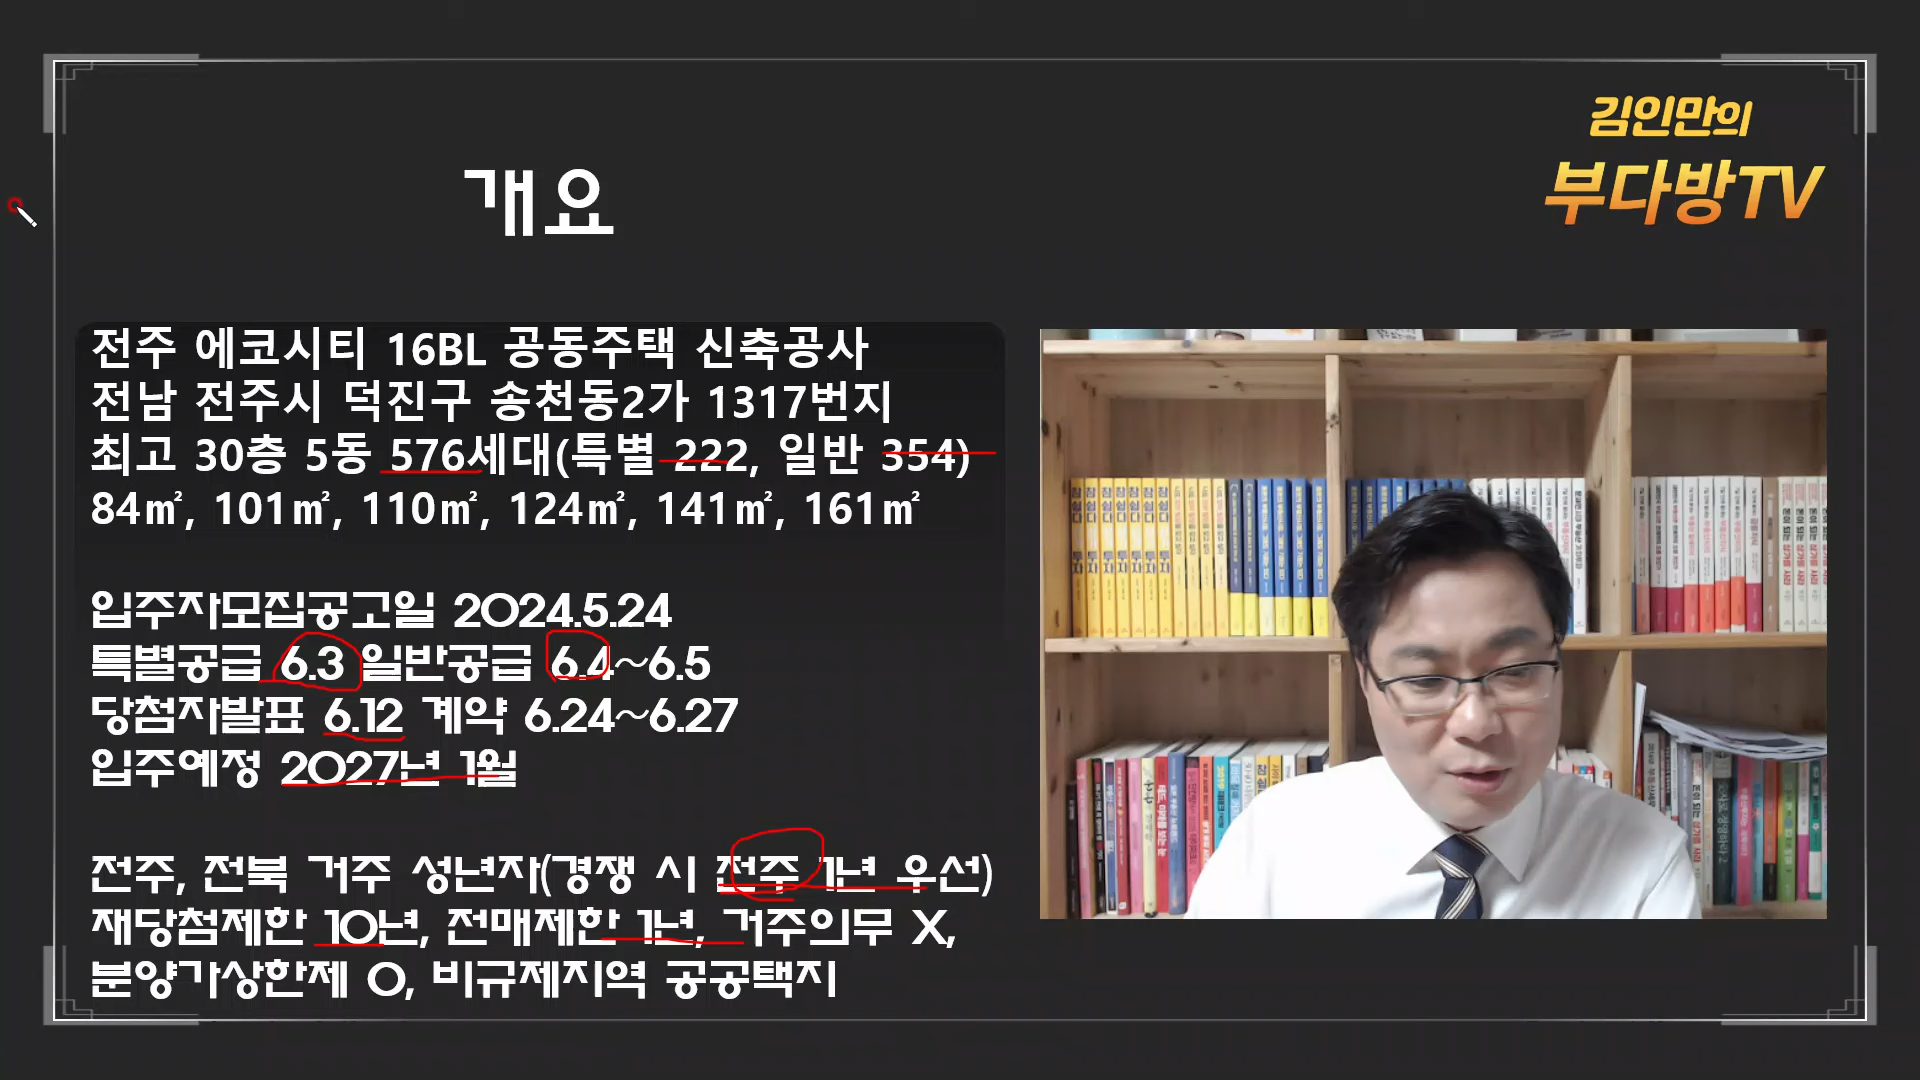 김인만의
부다방TV
개요
전주 에코시티 16BL 공동주택 신축공사
전남 전주시 덕진구 송천동2가 1317번지
최고 30층 5동 576세대(특별 222, 일반 354)
84㎡, 101㎡, 110㎡, 124㎡, 141㎡, 161㎡
입주자모집공고일 2024.5.24
특별공급 6.3 일반공급 6.4~6.5
당첨자발표 6.12 계약 6.24~6.27
입주예정 2027년 1월
전주, 전북 거주 성년자(경쟁 시 전주 1년 우선)
재당첨제한 10년, 전매제한 1년, 거주의무 X,
분양가상한제 O, 비규제지역 공공택지